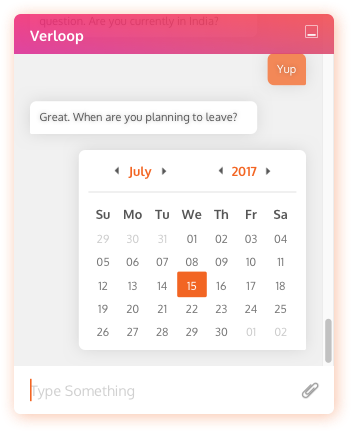 question. Are you currently in India?
Verloop
Yup
Great. When are you planning to leave?
July 2017
Su Mo Tu We Th Fr Sa
29 30 31 01 02 03 04
05 06 07 08 09 10 11
12 13 14 15 16 17 18
19 20 21 22 23 24 25
26 27 28 29 30 01 02
Type Something